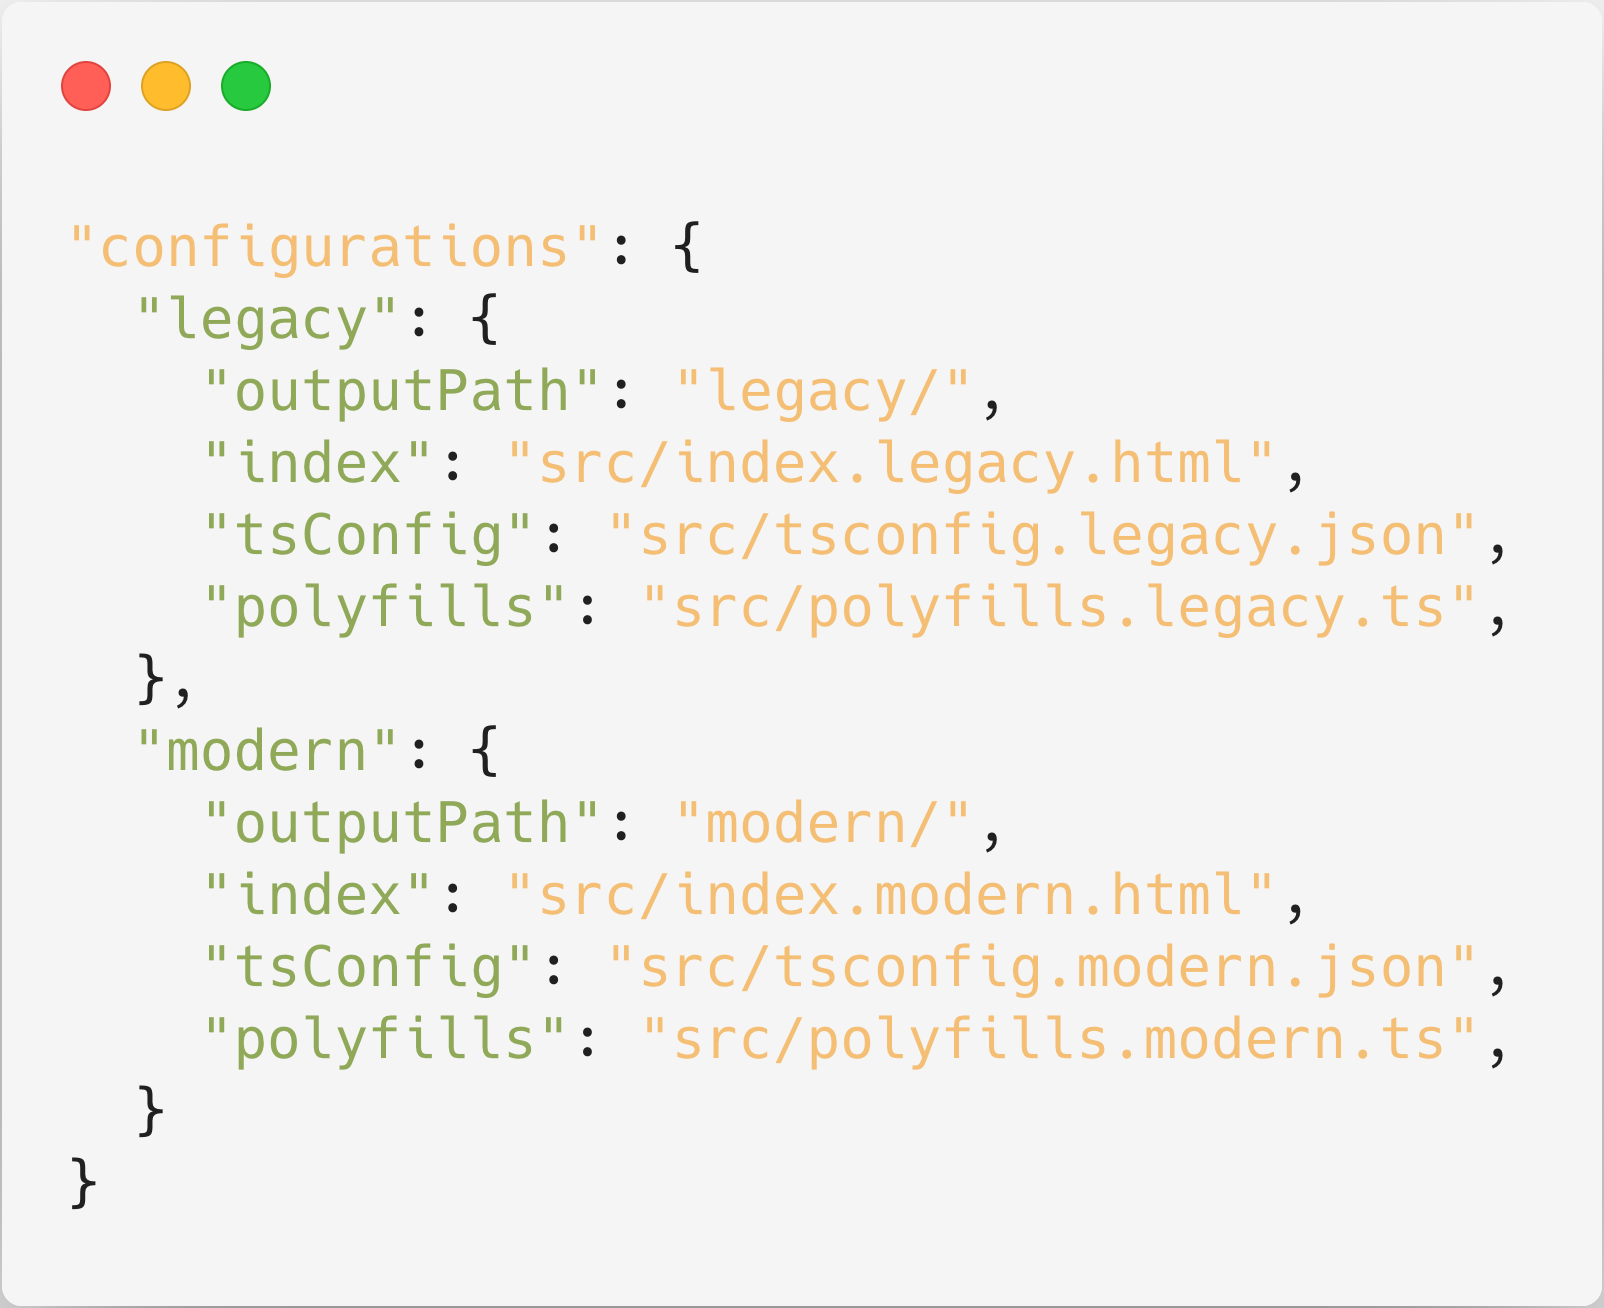 "configurations": {
  "legacy": {
    "outputPath": "legacy/",
    "index": "src/index.legacy.html",
    "tsConfig": "src/tsconfig.legacy.json",
    "polyfills": "src/polyfills.legacy.ts",
  },
  "modern": {
    "outputPath": "modern/",
    "index": "src/index.modern.html",
    "tsConfig": "src/tsconfig.modern.json",
    "polyfills": "src/polyfills.modern.ts",
  }
}